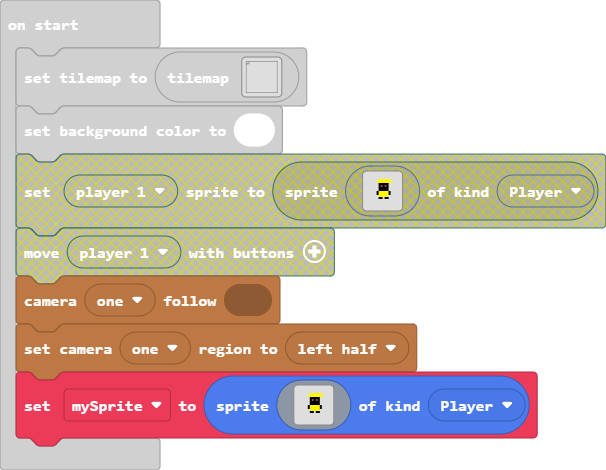 on start
set tilemap to tilemap
set background color to
set player 1 sprite to sprite of kind Player
move player 1 with buttons
camera one follow
set camera one region to left half
set mySprite to sprite of kind Player